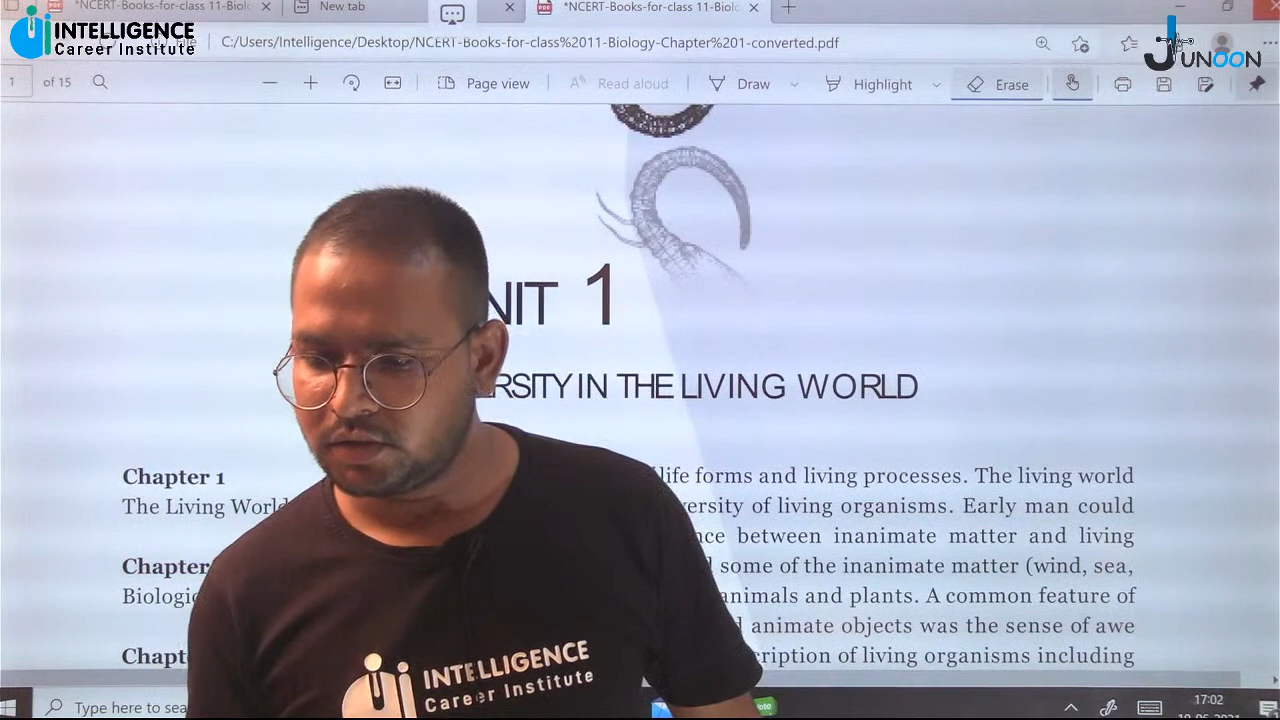 INTELLIGENCE
Career Institute
*NCERT-Books-for class 11-Biol
New tab
*NCERT-Books-for class 11-Biol
C:/Users/Intelligence/Desktop/NCERT-Books-for-class%2011-Biology-Chapter%201-converted.pdf
JUNOON
1 of 15
Page view
Read aloud
Draw
Highlight
Erase
NIT 1
ERSITY IN THE LIVING WORLD
Chapter 1
life forms and living processes. The living world
The Living World
ersity of living organisms. Early man could
nce between inanimate matter and living
Chapter
some of the inanimate matter (wind, sea,
Biologic
animals and plants. A common feature of
animate objects was the sense of awe
Chapt
cription of living organisms including
INTELLIGENCE
Career Institute
Type here to sea
17:02